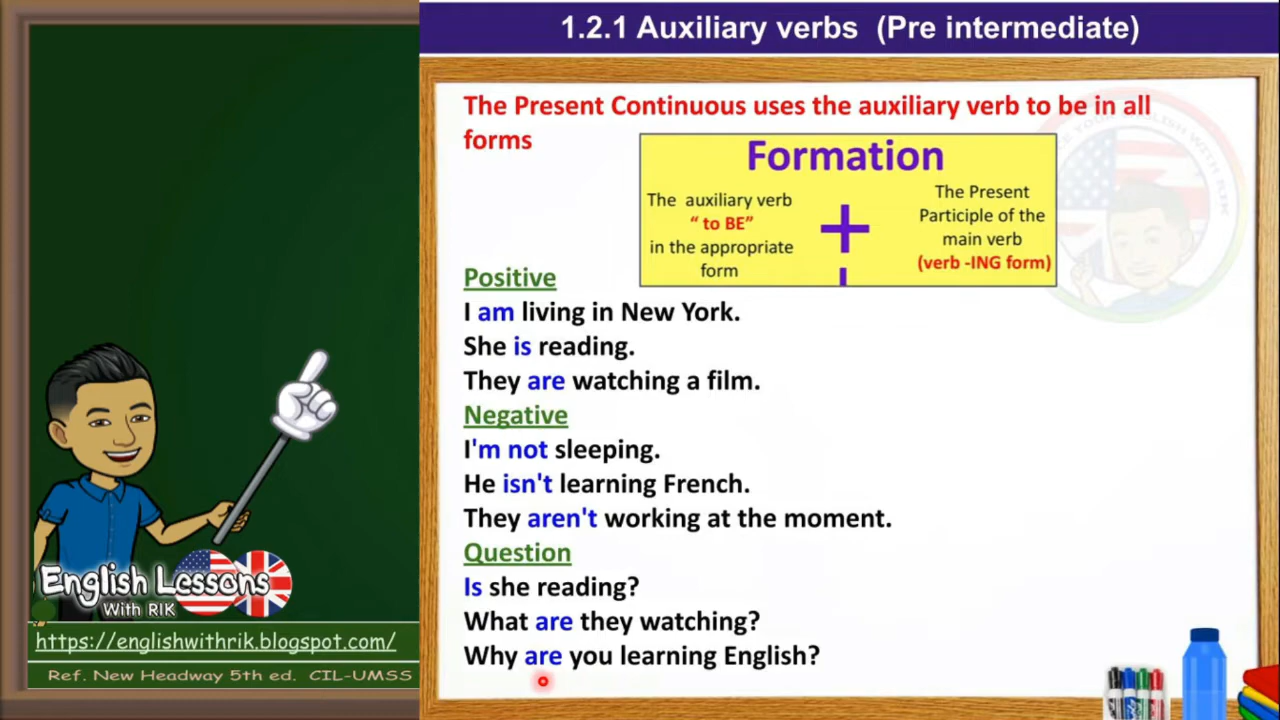 1.2.1 Auxiliary verbs (Pre intermediate)
The Present Continuous uses the auxiliary verb to be in all
forms
Formation
The auxiliary verb
“ to BE”
in the appropriate
form
+
The Present
Participle of the
main verb
(verb -ING form)
Positive
I am living in New York.
She is reading.
They are watching a film.
Negative
I'm not sleeping.
He isn't learning French.
They aren't working at the moment.
Question
Is she reading?
What are they watching?
Why are you learning English?
English Lessons
With RIK
https://englishwithrik.blogspot.com/
Ref. New Headway 5th ed. CIL-UMSS